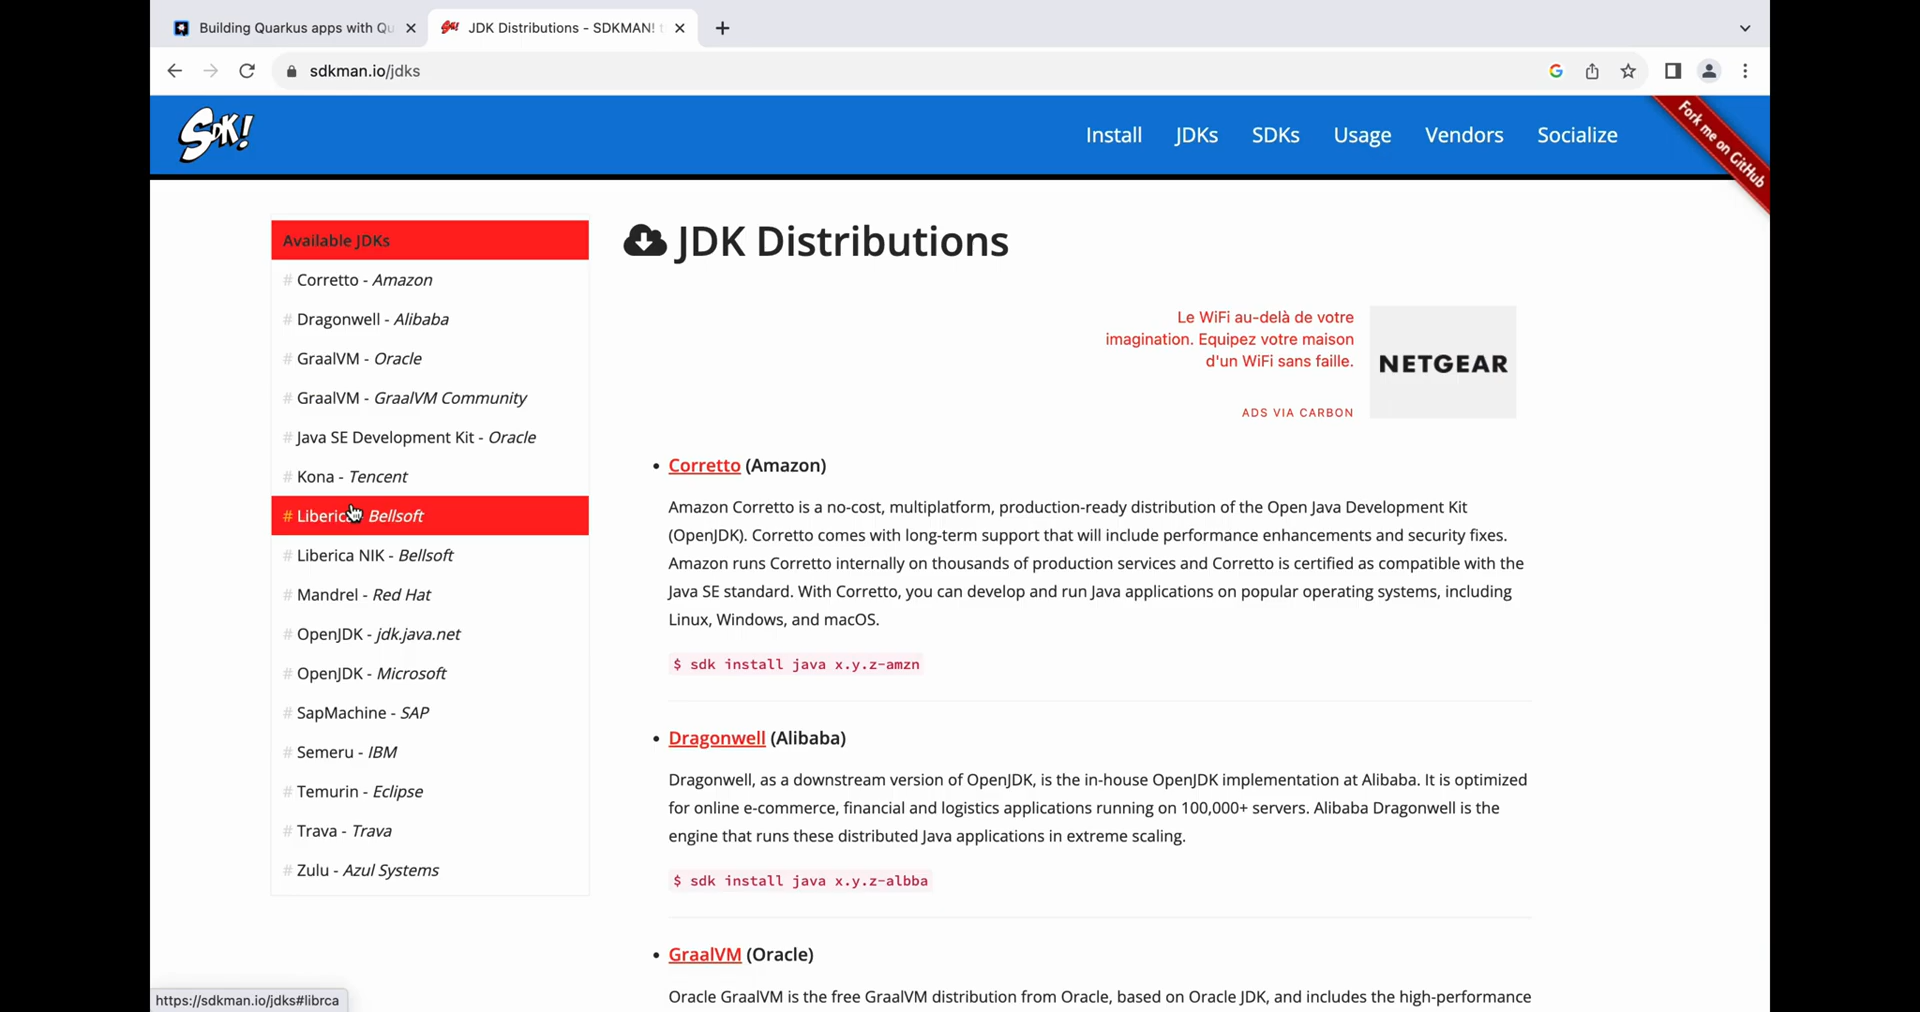 Building Quarkus apps with Qu
JDK Distributions - SDKMAN! t
sdkman.io/jdks
SDK!
Install
JDKs
SDKs
Usage
Vendors
Socialize
Fork me on GitHub
Available JDKs
# Corretto - Amazon
# Dragonwell - Alibaba
# GraalVM - Oracle
# GraalVM - GraalVM Community
# Java SE Development Kit - Oracle
# Kona - Tencent
# Liberica - Bellsoft
# Liberica NIK - Bellsoft
# Mandrel - Red Hat
# OpenJDK - jdk.java.net
# OpenJDK - Microsoft
# SapMachine - SAP
# Semeru - IBM
# Temurin - Eclipse
# Trava - Trava
# Zulu - Azul Systems
JDK Distributions
Le WiFi au-delà de votre
imagination. Equipez votre maison
d'un WiFi sans faille.
NETGEAR
ADS VIA CARBON
• Corretto (Amazon)
Amazon Corretto is a no-cost, multiplatform, production-ready distribution of the Open Java Development Kit
(OpenJDK). Corretto comes with long-term support that will include performance enhancements and security fixes.
Amazon runs Corretto internally on thousands of production services and Corretto is certified as compatible with the
Java SE standard. With Corretto, you can develop and run Java applications on popular operating systems, including
Linux, Windows, and macOS.
$ sdk install java x.y.z-amzn
• Dragonwell (Alibaba)
Dragonwell, as a downstream version of OpenJDK, is the in-house OpenJDK implementation at Alibaba. It is optimized
for online e-commerce, financial and logistics applications running on 100,000+ servers. Alibaba Dragonwell is the
engine that runs these distributed Java applications in extreme scaling.
$ sdk install java x.y.z-albba
• GraalVM (Oracle)
Oracle GraalVM is the free GraalVM distribution from Oracle, based on Oracle JDK, and includes the high-performance
https://sdkman.io/jdks#librca